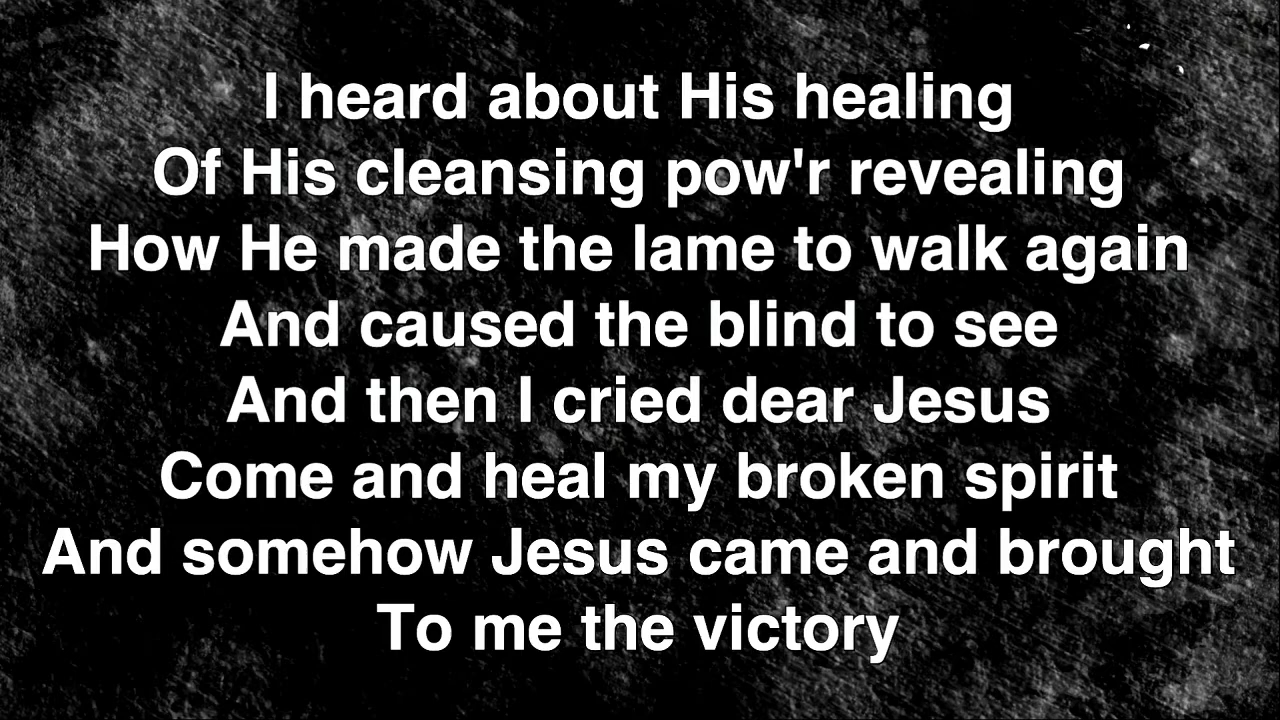 I heard about His healing
Of His cleansing pow'r revealing
How He made the lame to walk again
And caused the blind to see
And then I cried dear Jesus
Come and heal my broken spirit
And somehow Jesus came and brought
To me the victory